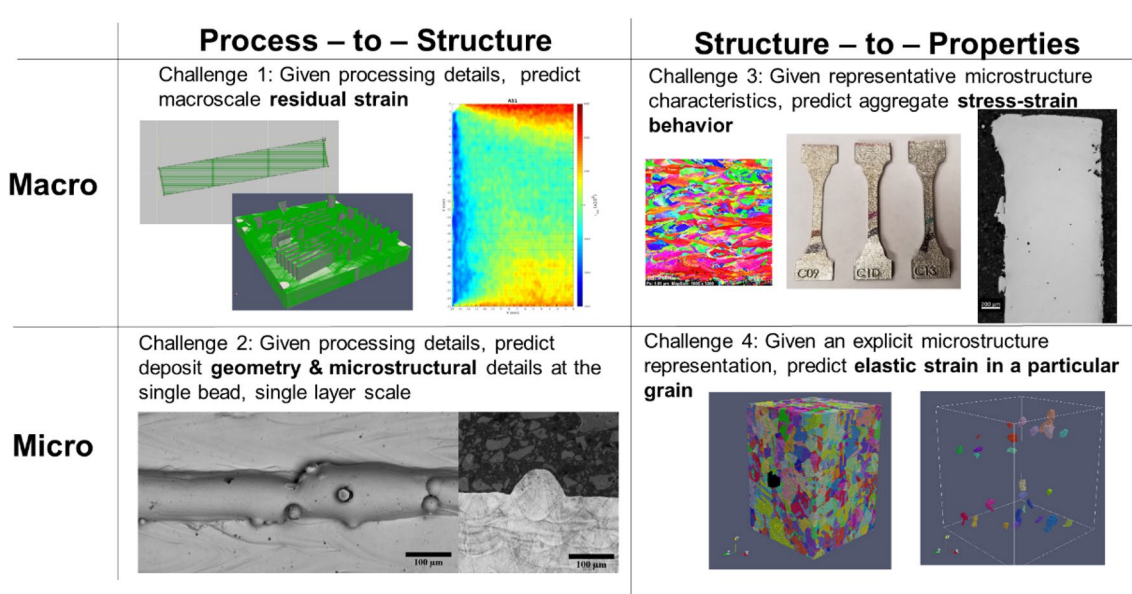 Process – to – Structure
Structure – to – Properties
Macro
Challenge 1: Given processing details, predict
macroscale residual strain
Challenge 3: Given representative microstructure
characteristics, predict aggregate stress-strain
behavior
C09
C10
C13
200 µm
Micro
Challenge 2: Given processing details, predict
deposit geometry & microstructural details at the
single bead, single layer scale
100 µm
100 µm
Challenge 4: Given an explicit microstructure
representation, predict elastic strain in a particular
grain